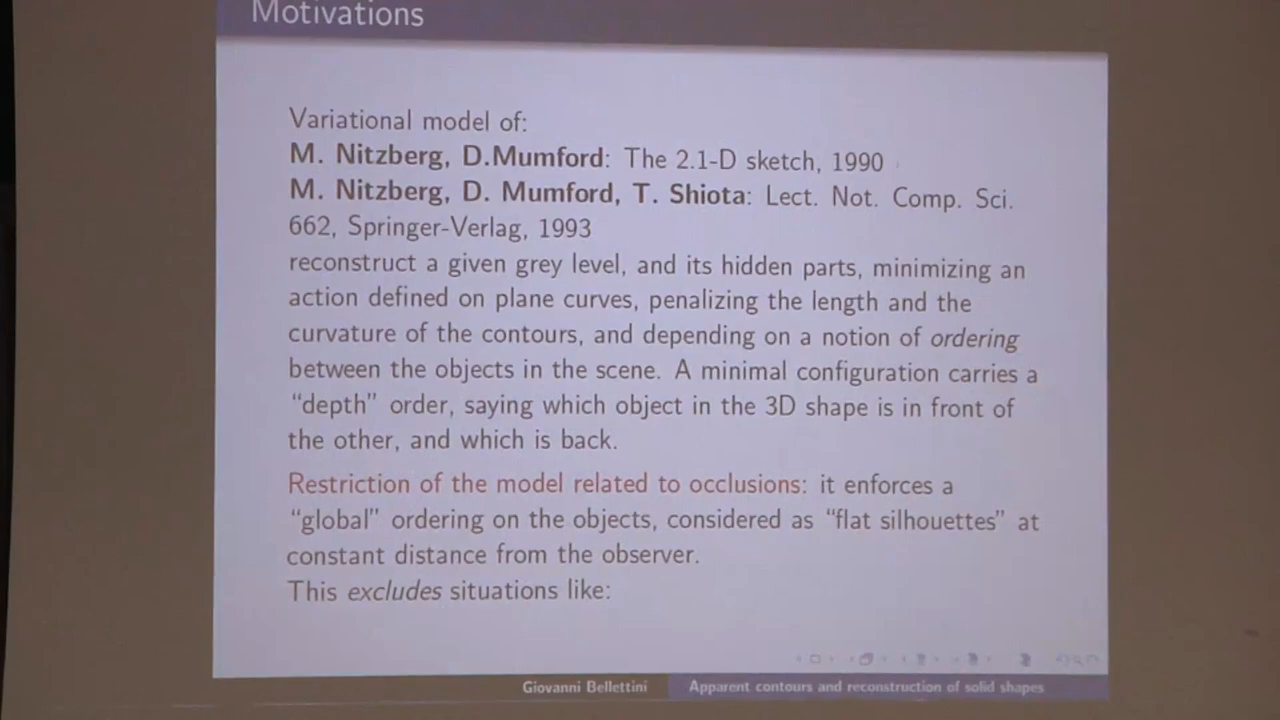 Motivations
Variational model of:
M. Nitzberg, D.Mumford: The 2.1-D sketch, 1990
M. Nitzberg, D. Mumford, T. Shiota: Lect. Not. Comp. Sci.
662, Springer-Verlag, 1993
reconstruct a given grey level, and its hidden parts, minimizing an
action defined on plane curves, penalizing the length and the
curvature of the contours, and depending on a notion of ordering
between the objects in the scene. A minimal configuration carries a
“depth” order, saying which object in the 3D shape is in front of
the other, and which is back.
Restriction of the model related to occlusions: it enforces a
“global” ordering on the objects, considered as “flat silhouettes” at
constant distance from the observer.
This excludes situations like:
Giovanni Bellettini Apparent contours and reconstruction of solid shapes